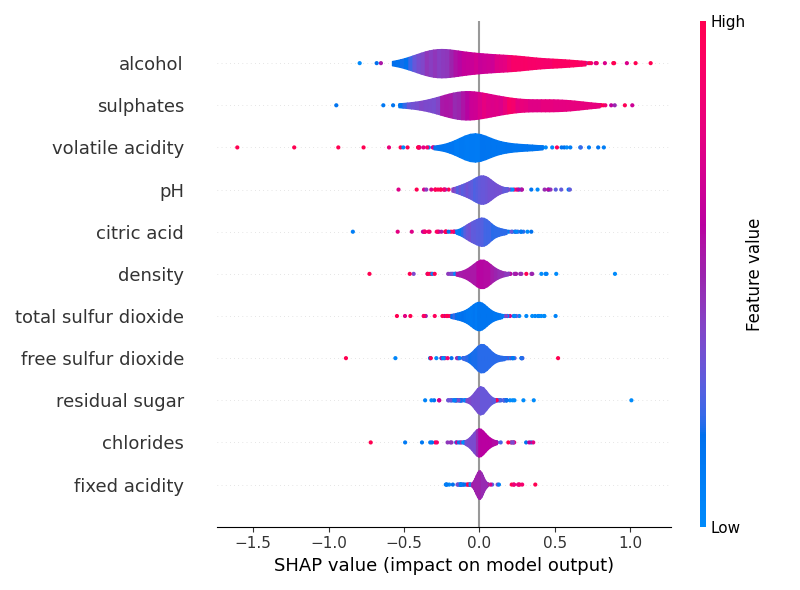 High
alcohol
sulphates
volatile acidity
pH
citric acid
density
total sulfur dioxide
free sulfur dioxide
residual sugar
chlorides
fixed acidity
Feature value
Low
−1.5 −1.0 −0.5 0.0 0.5 1.0
SHAP value (impact on model output)